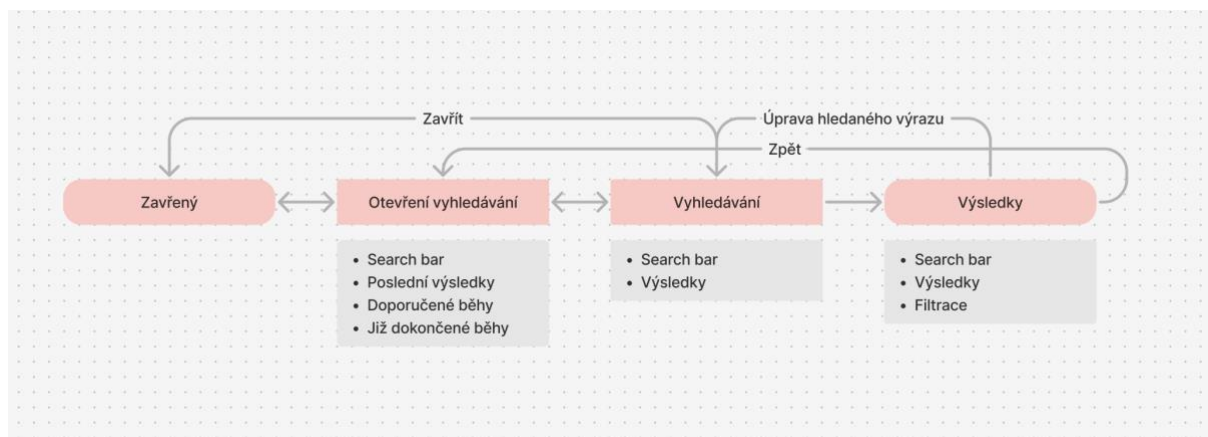 Zavřít
Úprava hledaného výrazu
Zpět
Zavřený
Otevření vyhledávání
Vyhledávání
Výsledky
• Search bar
• Poslední výsledky
• Doporučené běhy
• Již dokončené běhy
• Search bar
• Výsledky
• Search bar
• Výsledky
• Filtrace